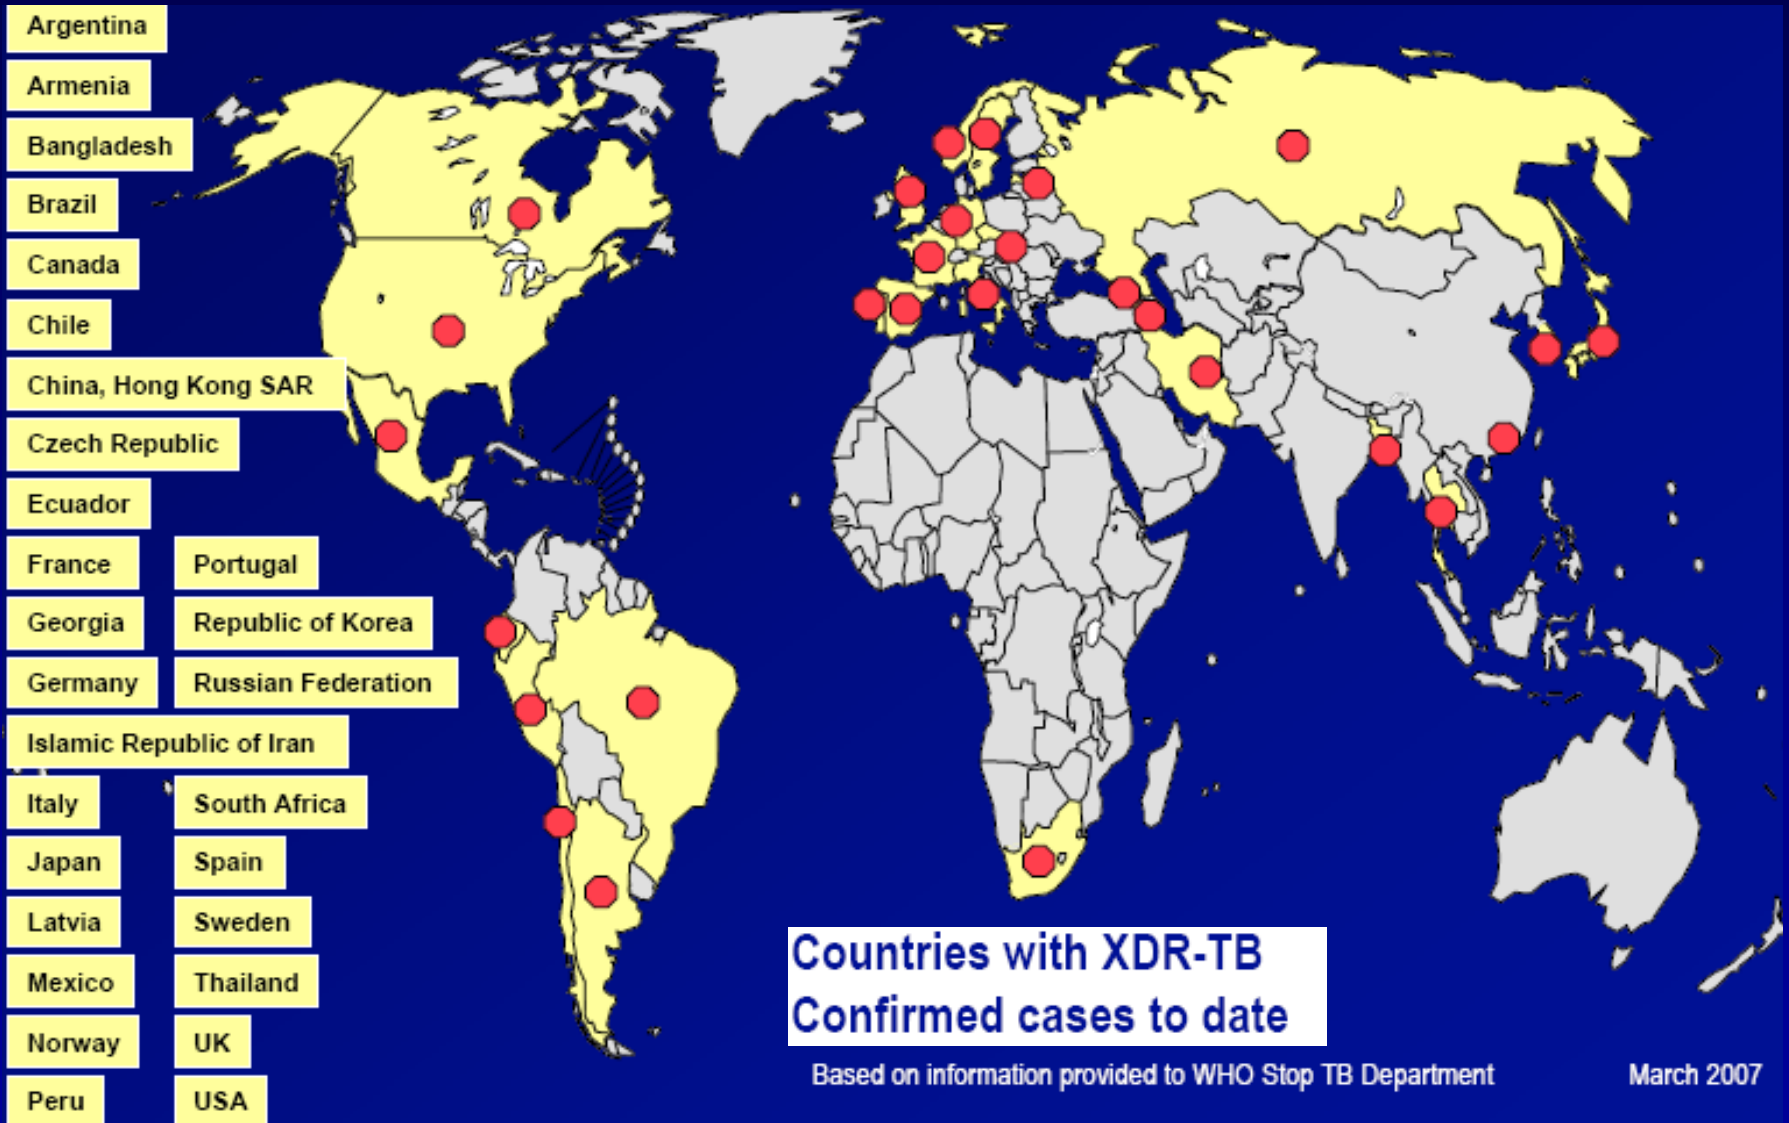 Argentina
Armenia
Bangladesh
Brazil
Canada
Chile
China, Hong Kong SAR
Czech Republic
Ecuador
France
Portugal
Georgia
Republic of Korea
Germany
Russian Federation
Islamic Republic of Iran
Italy
South Africa
Japan
Spain
Latvia
Sweden
Mexico
Thailand
Norway
UK
Peru
USA
Countries with XDR-TB
Confirmed cases to date
Based on information provided to WHO Stop TB Department
March 2007